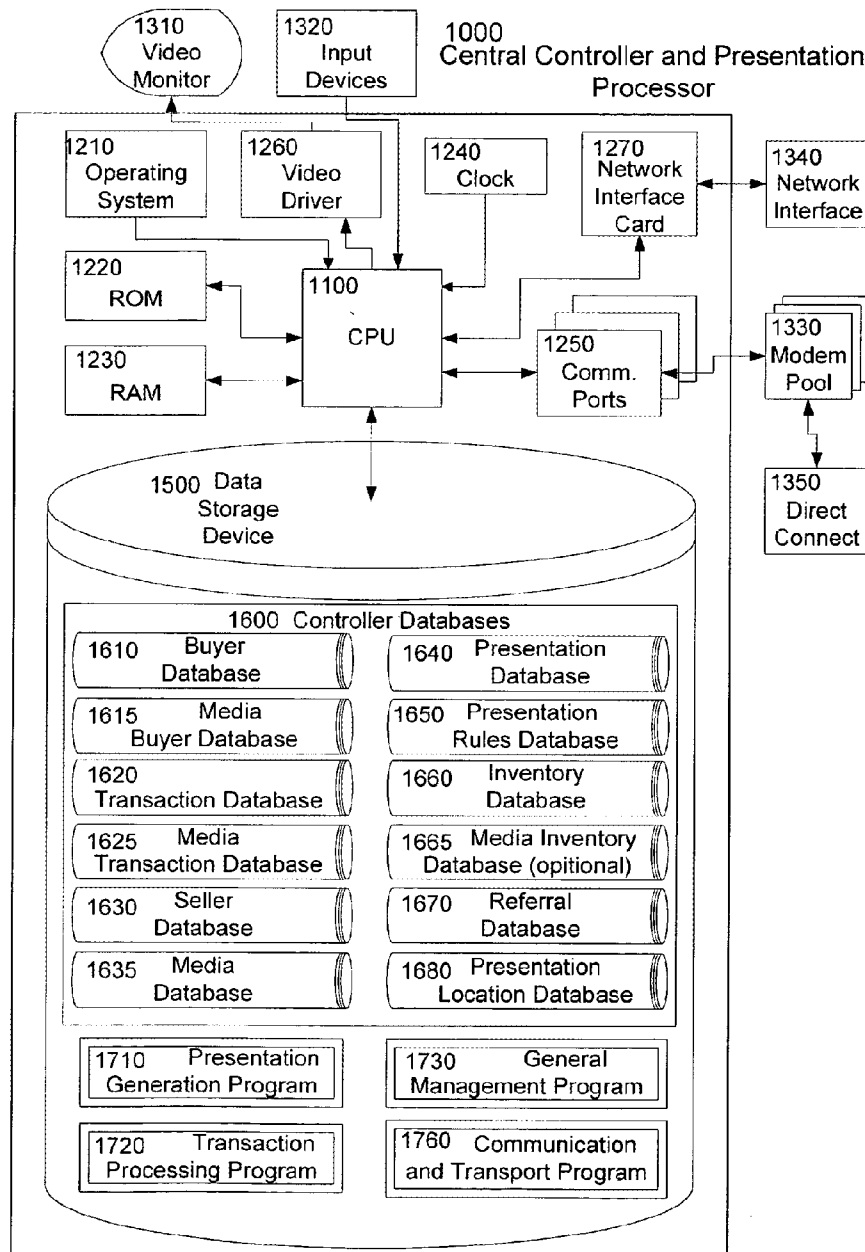 1310
Video
Monitor
1320
Input
Devices
1000
Central Controller and Presentation
Processor
1210
Operating
System
1260
Video
Driver
1240
Clock
1270
Network
Interface
Card
1340
Network
Interface
1220
ROM
1100
CPU
1230
RAM
1250
Comm.
Ports
1330
Modem
Pool
1350
Direct
Connect
1500 Data
Storage
Device
1600 Controller Databases
1610 Buyer
Database
1640 Presentation
Database
1615 Media
Buyer Database
1650 Presentation
Rules Database
1620
Transaction Database
1660 Inventory
Database
1625 Media
Transaction Database
1665 Media Inventory
Database (opitional)
1630 Seller
Database
1670 Referral
Database
1635 Media
Database
1680 Presentation
Location Database
1710 Presentation
Generation Program
1730 General
Management Program
1720 Transaction
Processing Program
1760 Communication
and Transport Program